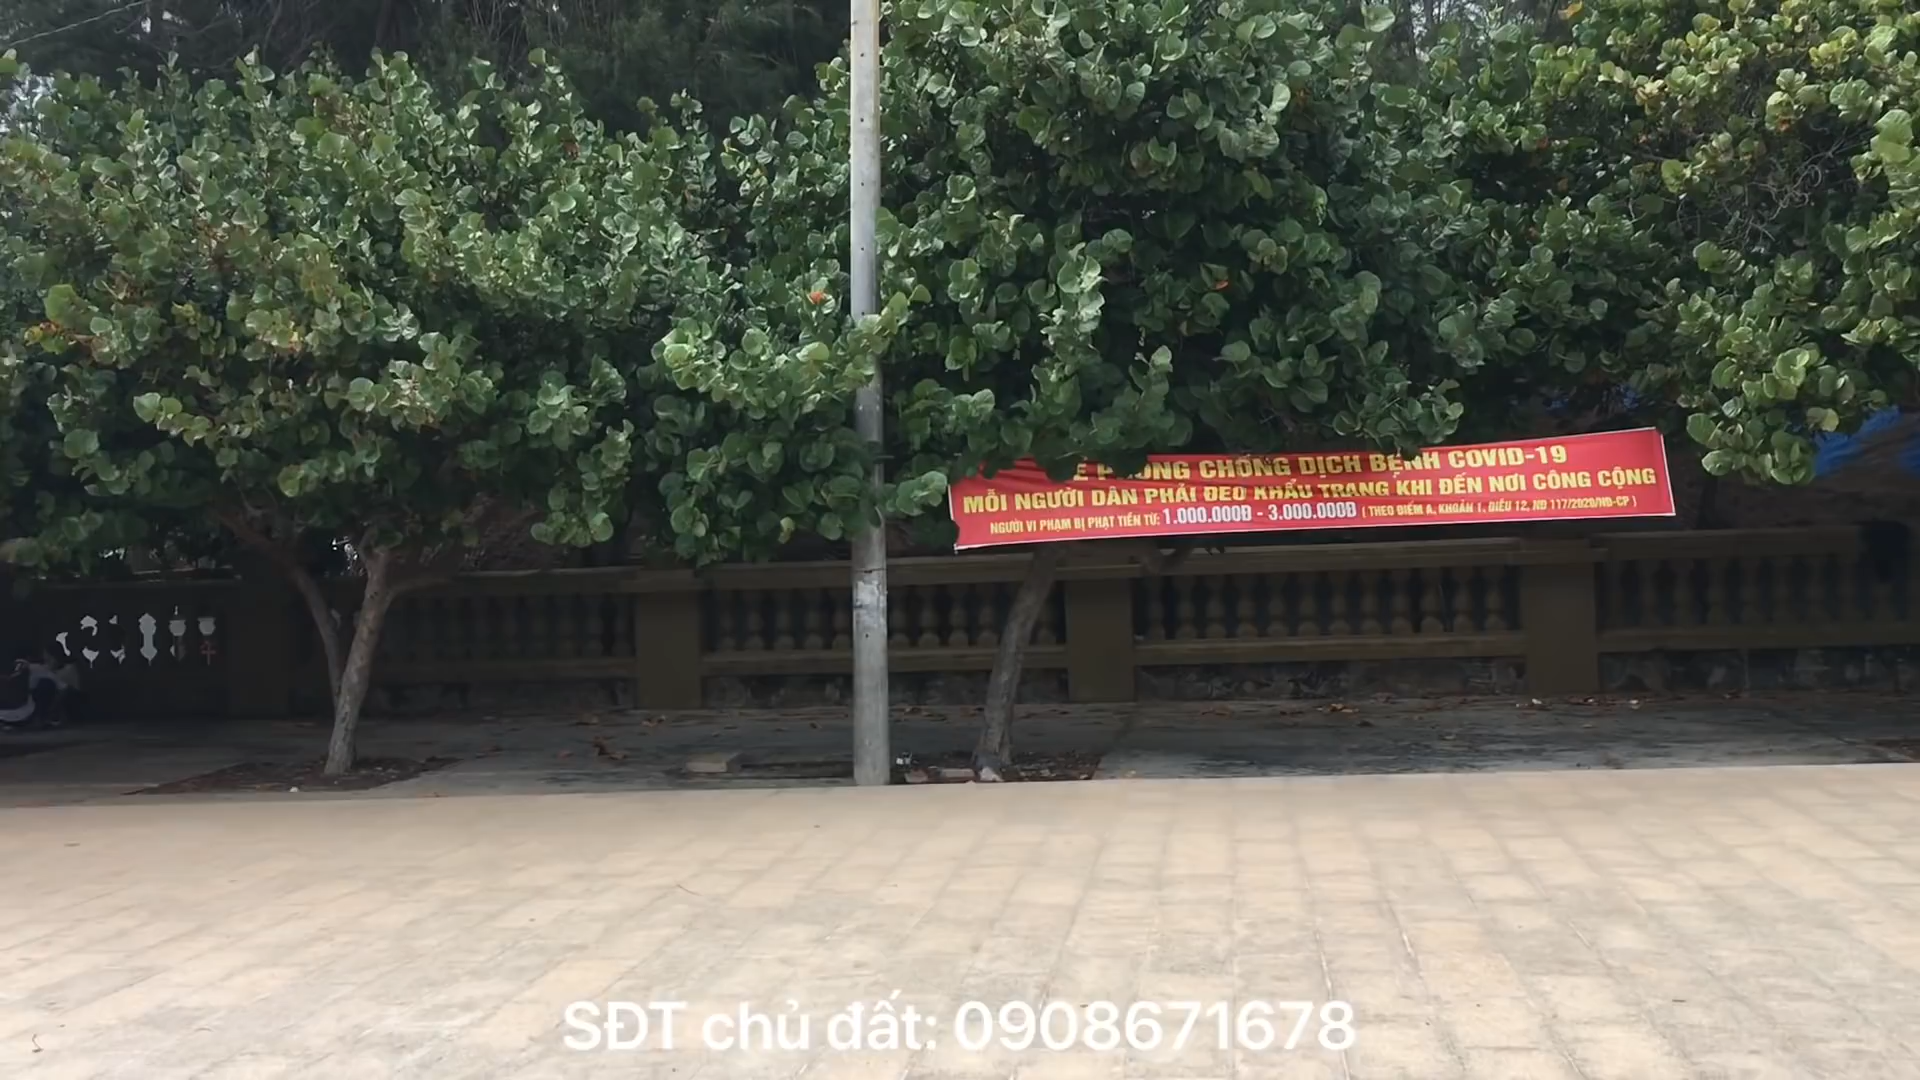 PHÒNG CHỐNG DỊCH BỆNH COVID-19
MỖI NGƯỜI DÂN PHẢI ĐEO KHẨU TRANG KHI ĐẾN NƠI CÔNG CỘNG
NGƯỜI VI PHẠM BỊ PHẠT TIỀN TỪ: 1.000.000Đ - 3.000.000Đ ( THEO ĐIỂM A, KHOẢN 1, ĐIỀU 12, NĐ 117/2020/NĐ-CP )
SĐT chủ đất: 0908671678